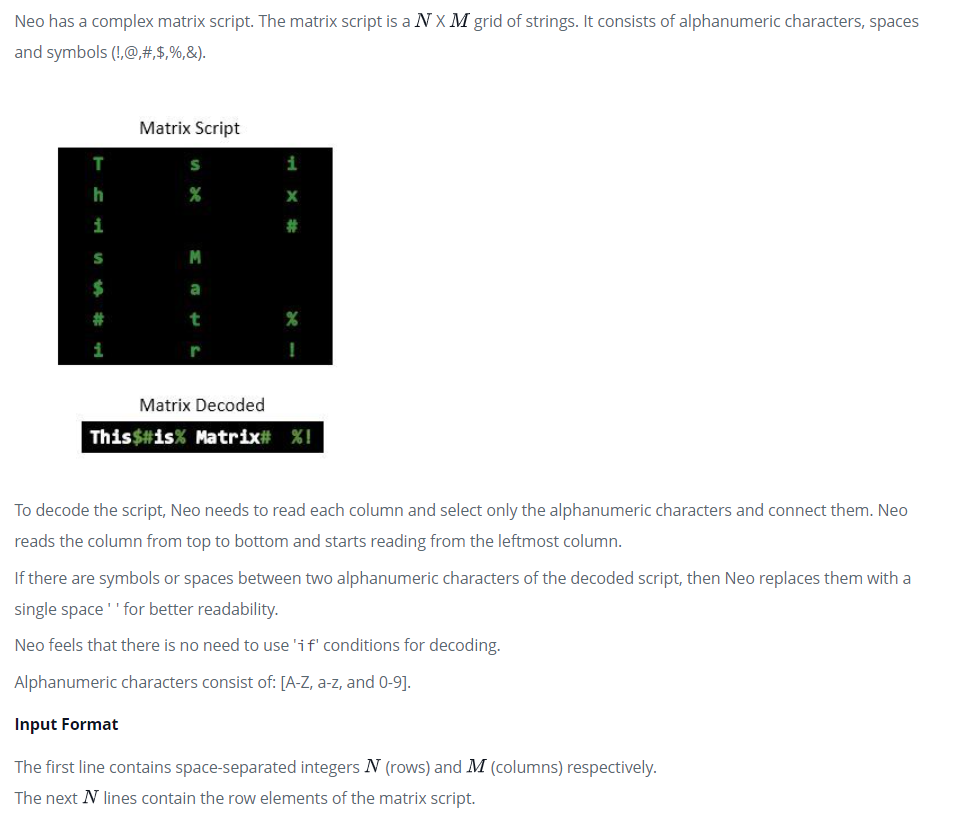 Neo has a complex matrix script. The matrix script is a N X M grid of strings. It consists of alphanumeric characters, spaces
and symbols (!,@,#,$,%,&).
Matrix Script
T s i
h % x
i #
s M
$ a
# t %
i r !
Matrix Decoded
This$#is% Matrix#  %!
To decode the script, Neo needs to read each column and select only the alphanumeric characters and connect them. Neo
reads the column from top to bottom and starts reading from the leftmost column.
If there are symbols or spaces between two alphanumeric characters of the decoded script, then Neo replaces them with a
single space ' ' for better readability.
Neo feels that there is no need to use 'if' conditions for decoding.
Alphanumeric characters consist of: [A-Z, a-z, and 0-9].
Input Format
The first line contains space-separated integers N (rows) and M (columns) respectively.
The next N lines contain the row elements of the matrix script.